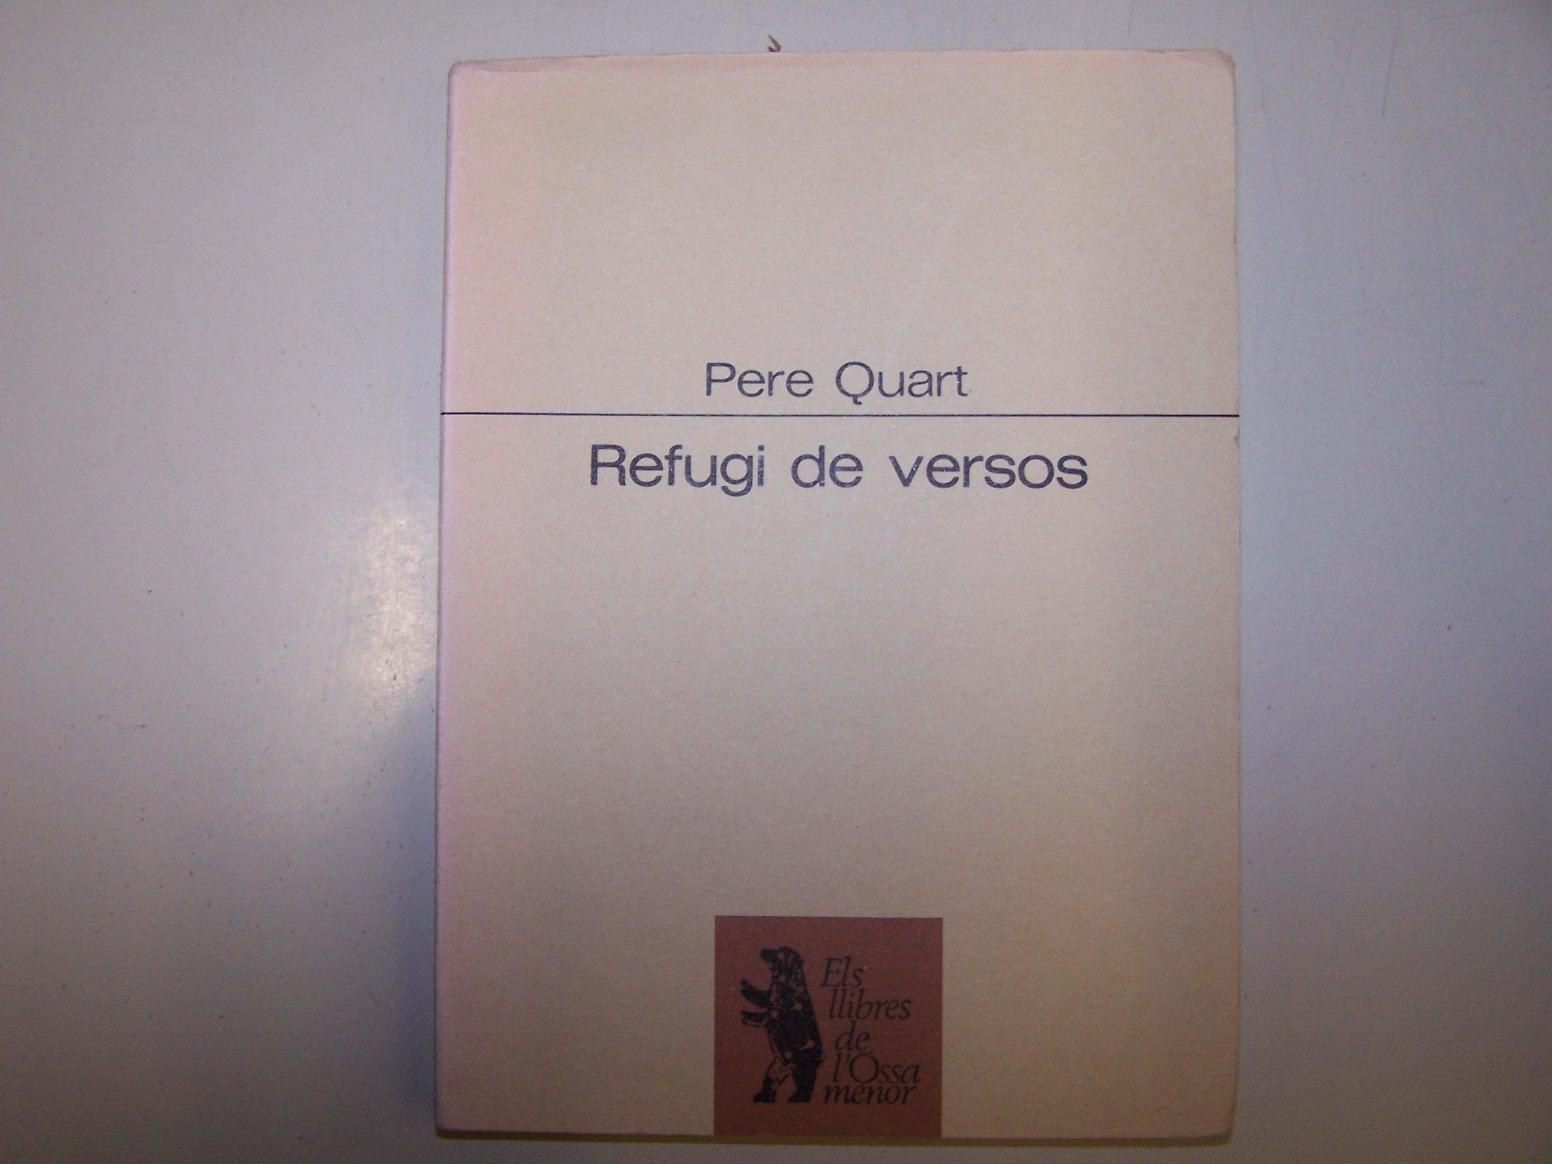 Pere Quart
Refugi de versos
Els
llibres
de
l'Ossa
menor